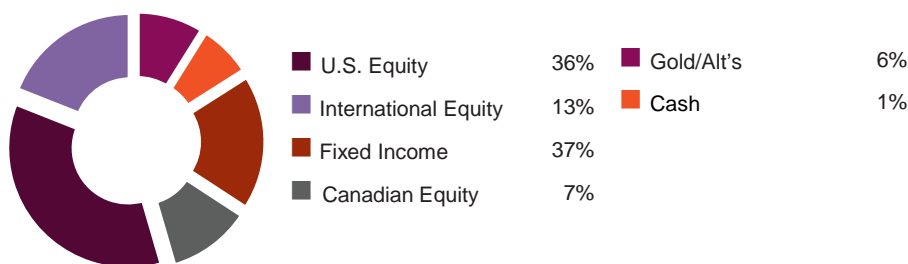 U.S. Equity 36%
International Equity 13%
Fixed Income 37%
Canadian Equity 7%
Gold/Alt's 6%
Cash 1%